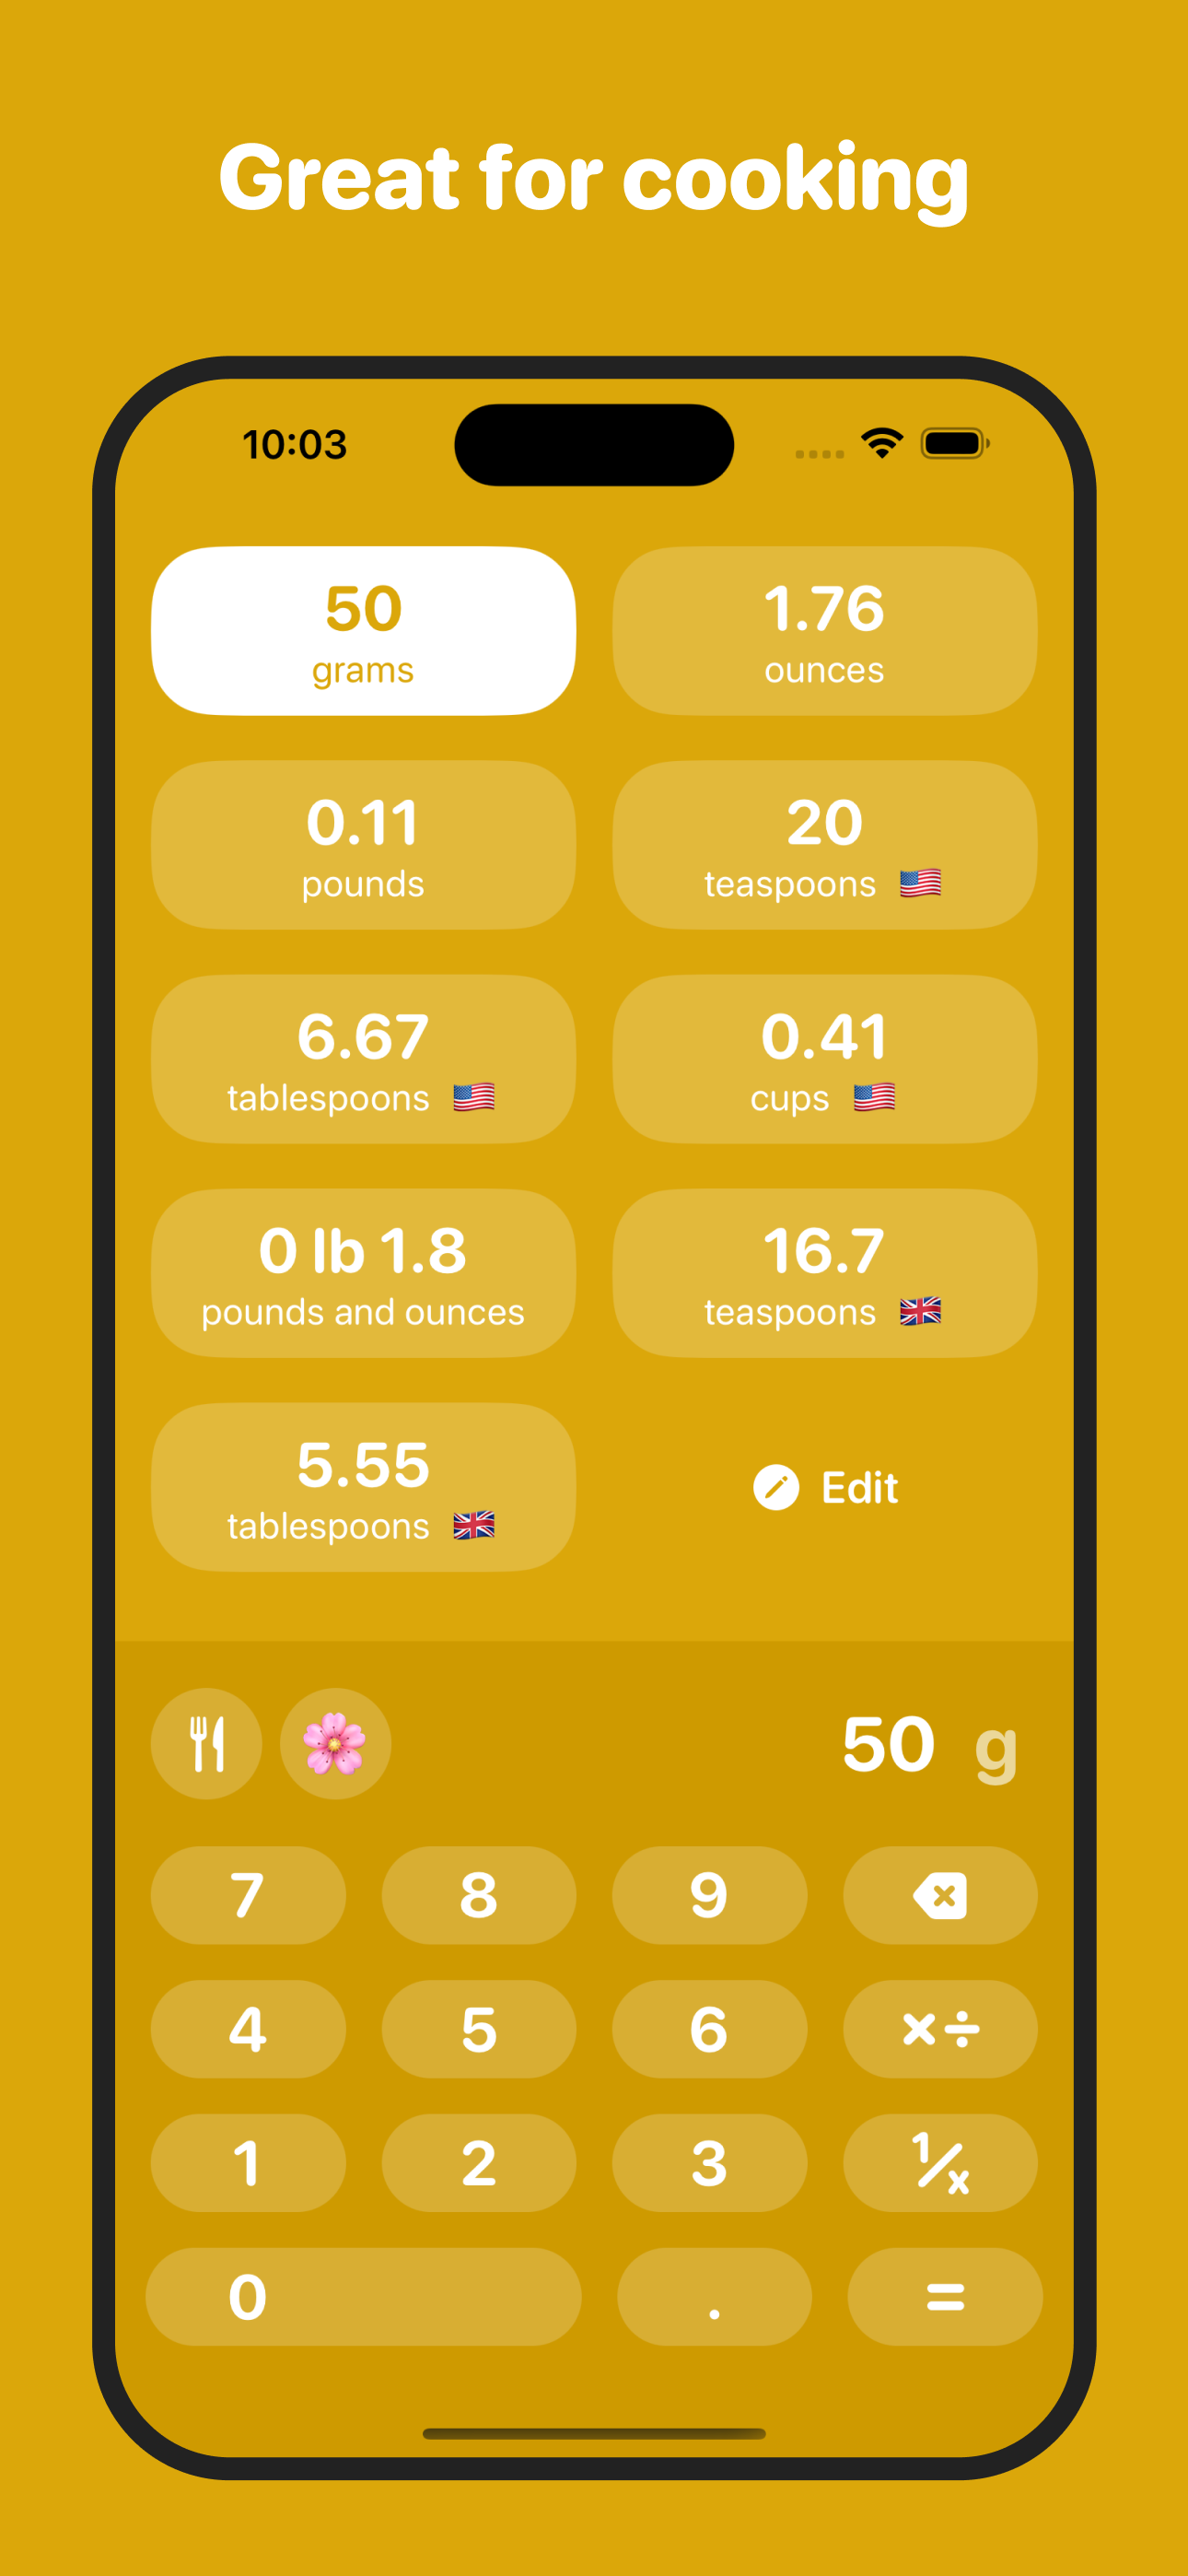 Great for cooking
10:03
50
grams
1.76
ounces
0.11
pounds
20
teaspoons 🇺🇸
6.67
tablespoons 🇺🇸
0.41
cups 🇺🇸
0 lb 1.8
pounds and ounces
16.7
teaspoons 🇬🇧
5.55
tablespoons 🇬🇧
Edit
50 g
7 8 9
4 5 6 ×÷
1 2 3 1/x
0 . =